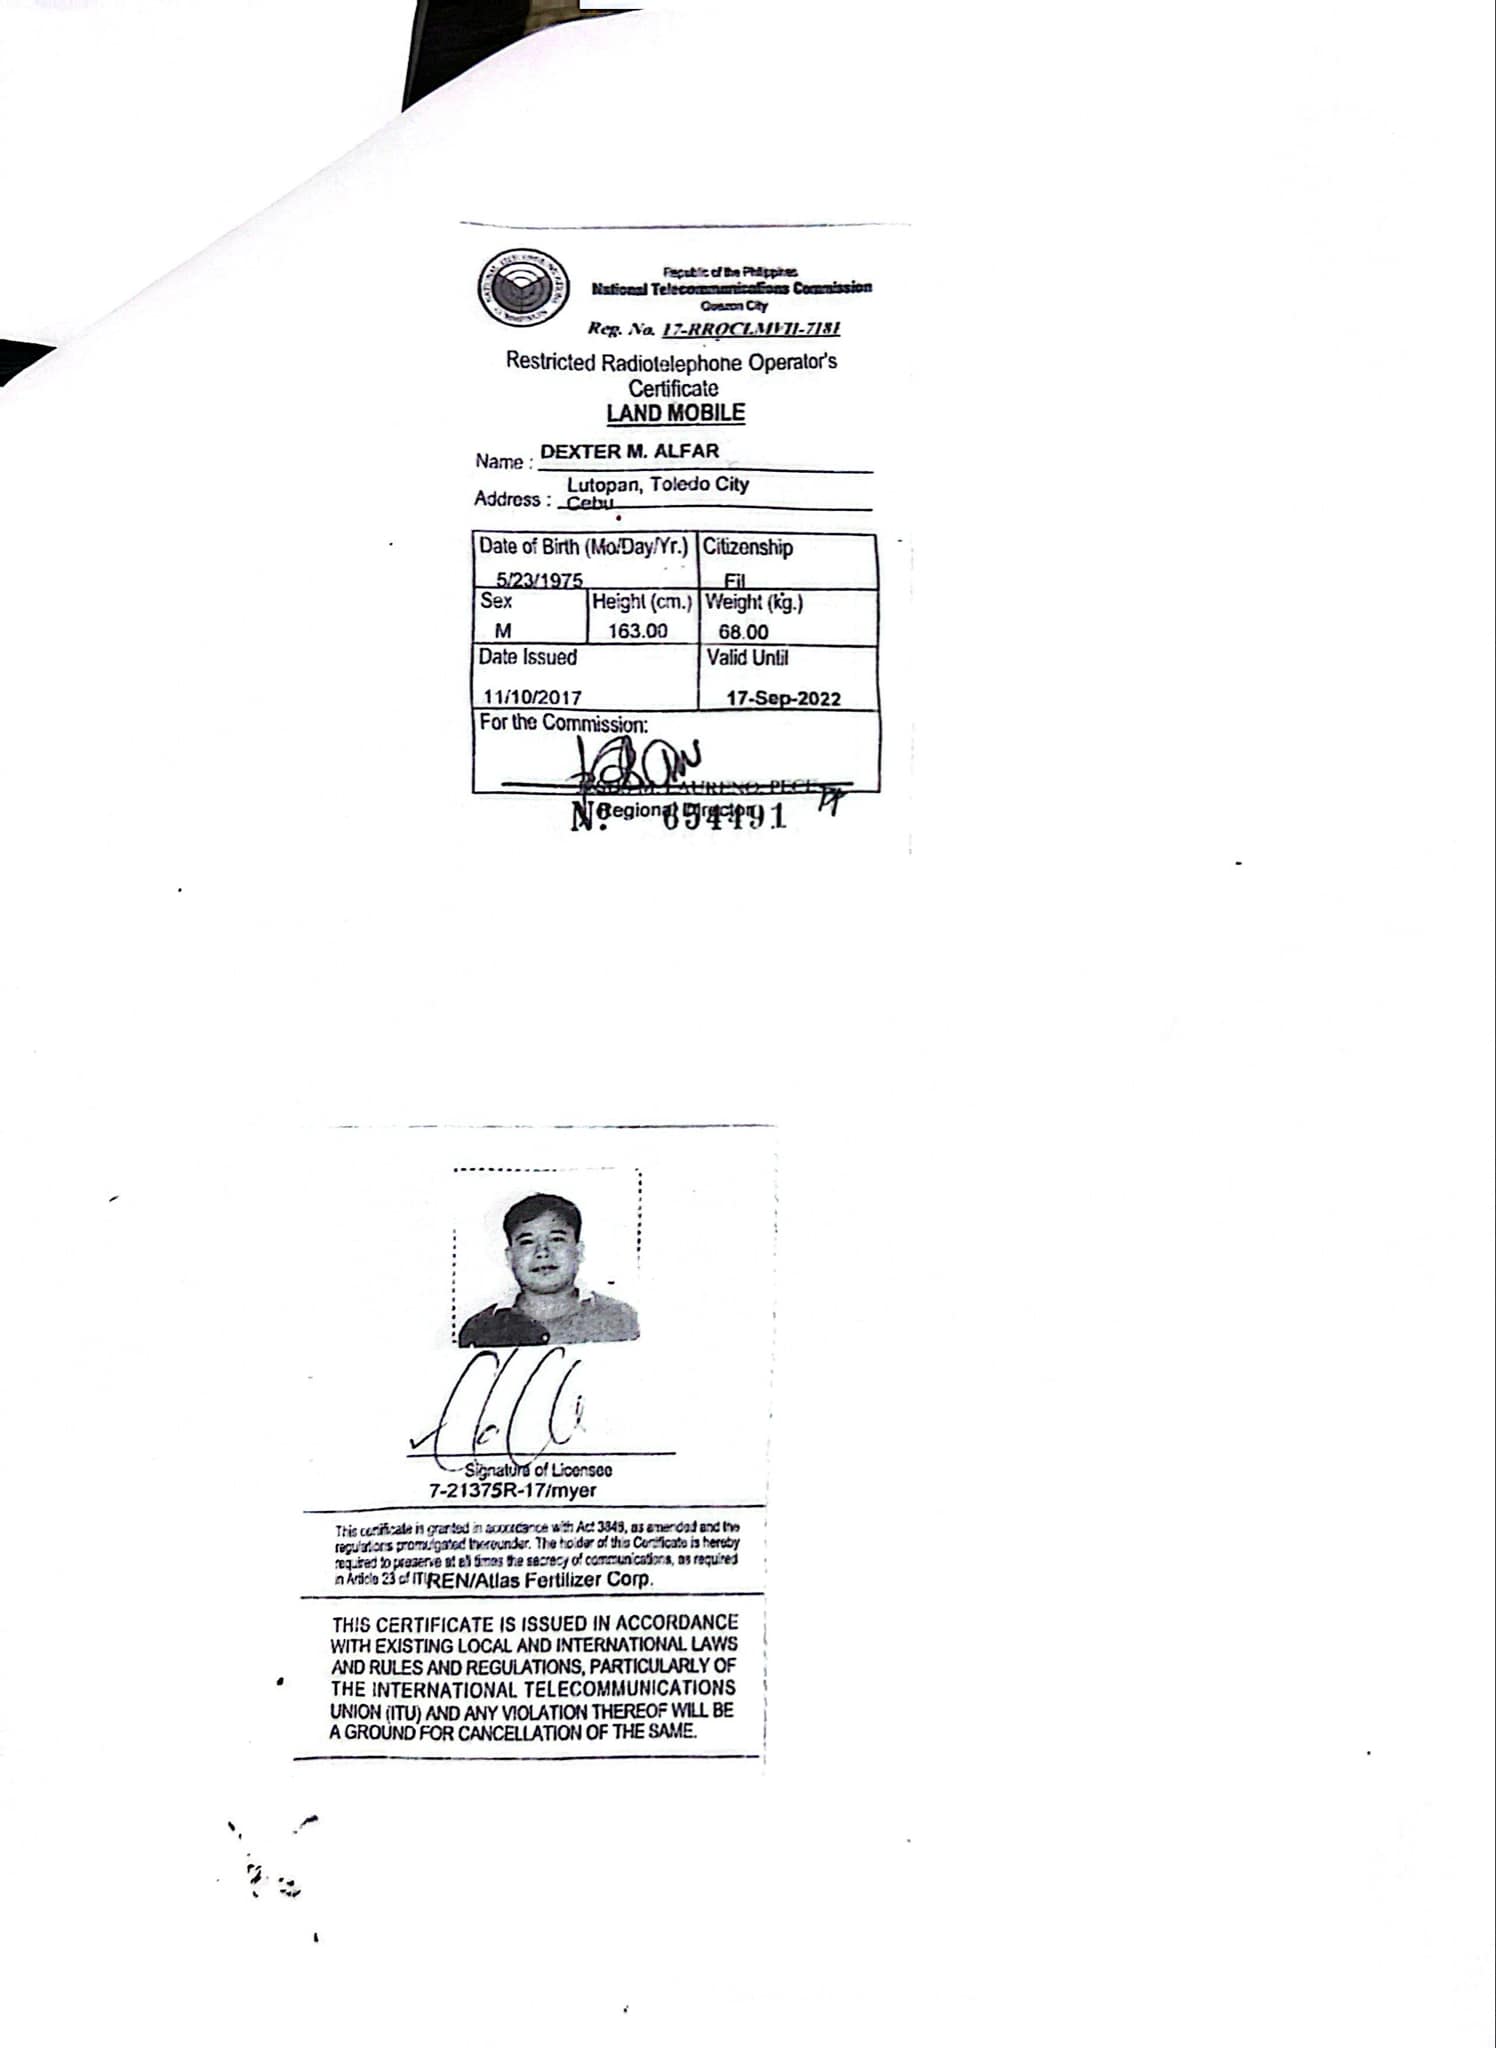 Republic of the Philippines
National Telecommunications Commission
Quezon City
Reg. No. 17-RROCLMVII-7181
Restricted Radiotelephone Operator's
Certificate
LAND MOBILE
Name : DEXTER M. ALFAR
Lutopan, Toledo City
Address : Cebu
Date of Birth (Mo/Day/Yr.) Citizenship
5/23/1975 Fil
Sex Height (cm.) Weight (kg.)
M 163.00 68.00
Date Issued Valid Until
11/10/2017 17-Sep-2022
For the Commission:
M. LAURENO, PECE
Regional Director
No. 654491
Signature of Licensee
7-21375R-17/myer
This certificate is granted in accordance with Act 3846, as amended and the
regulations promulgated thereunder. The holder of this Certificate is hereby
required to preserve at all times the secrecy of communications, as required
in Article 23 of ITU REN/Atlas Fertilizer Corp.
THIS CERTIFICATE IS ISSUED IN ACCORDANCE
WITH EXISTING LOCAL AND INTERNATIONAL LAWS
AND RULES AND REGULATIONS, PARTICULARLY OF
THE INTERNATIONAL TELECOMMUNICATIONS
UNION (ITU) AND ANY VIOLATION THEREOF WILL BE
A GROUND FOR CANCELLATION OF THE SAME.